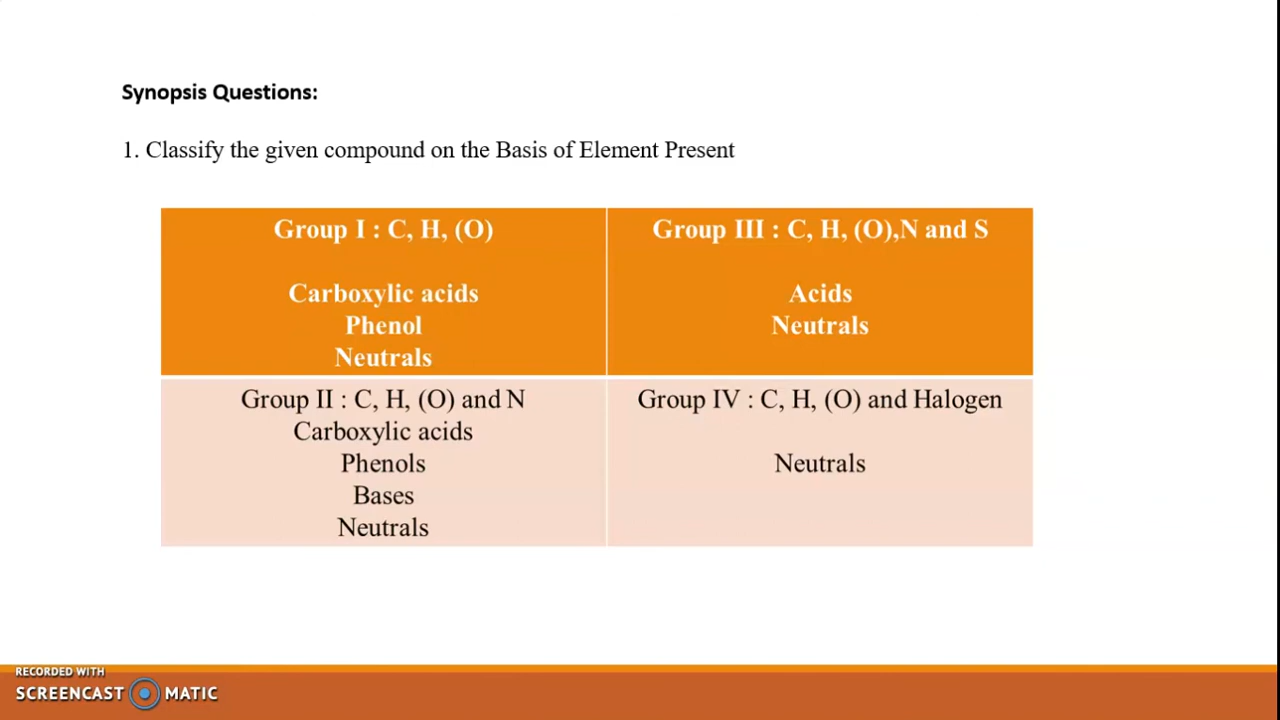 Synopsis Questions:
1. Classify the given compound on the Basis of Element Present
Group I : C, H, (O)
Carboxylic acids
Phenol
Neutrals
Group III : C, H, (O),N and S
Acids
Neutrals
Group II : C, H, (O) and N
Carboxylic acids
Phenols
Bases
Neutrals
Group IV : C, H, (O) and Halogen
Neutrals
RECORDED WITH
SCREENCAST MATIC